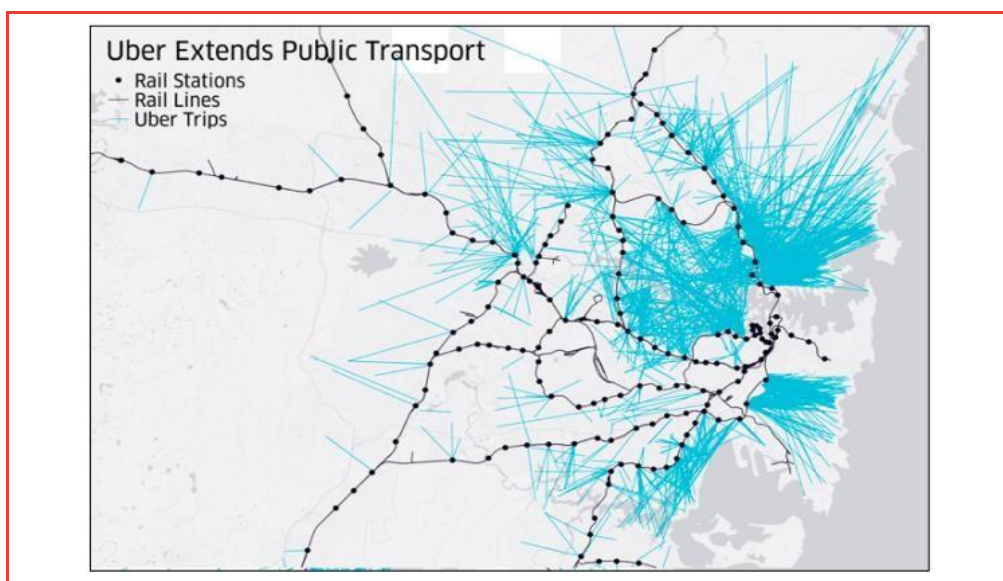 Uber Extends Public Transport
Rail Stations
Rail Lines
Uber Trips